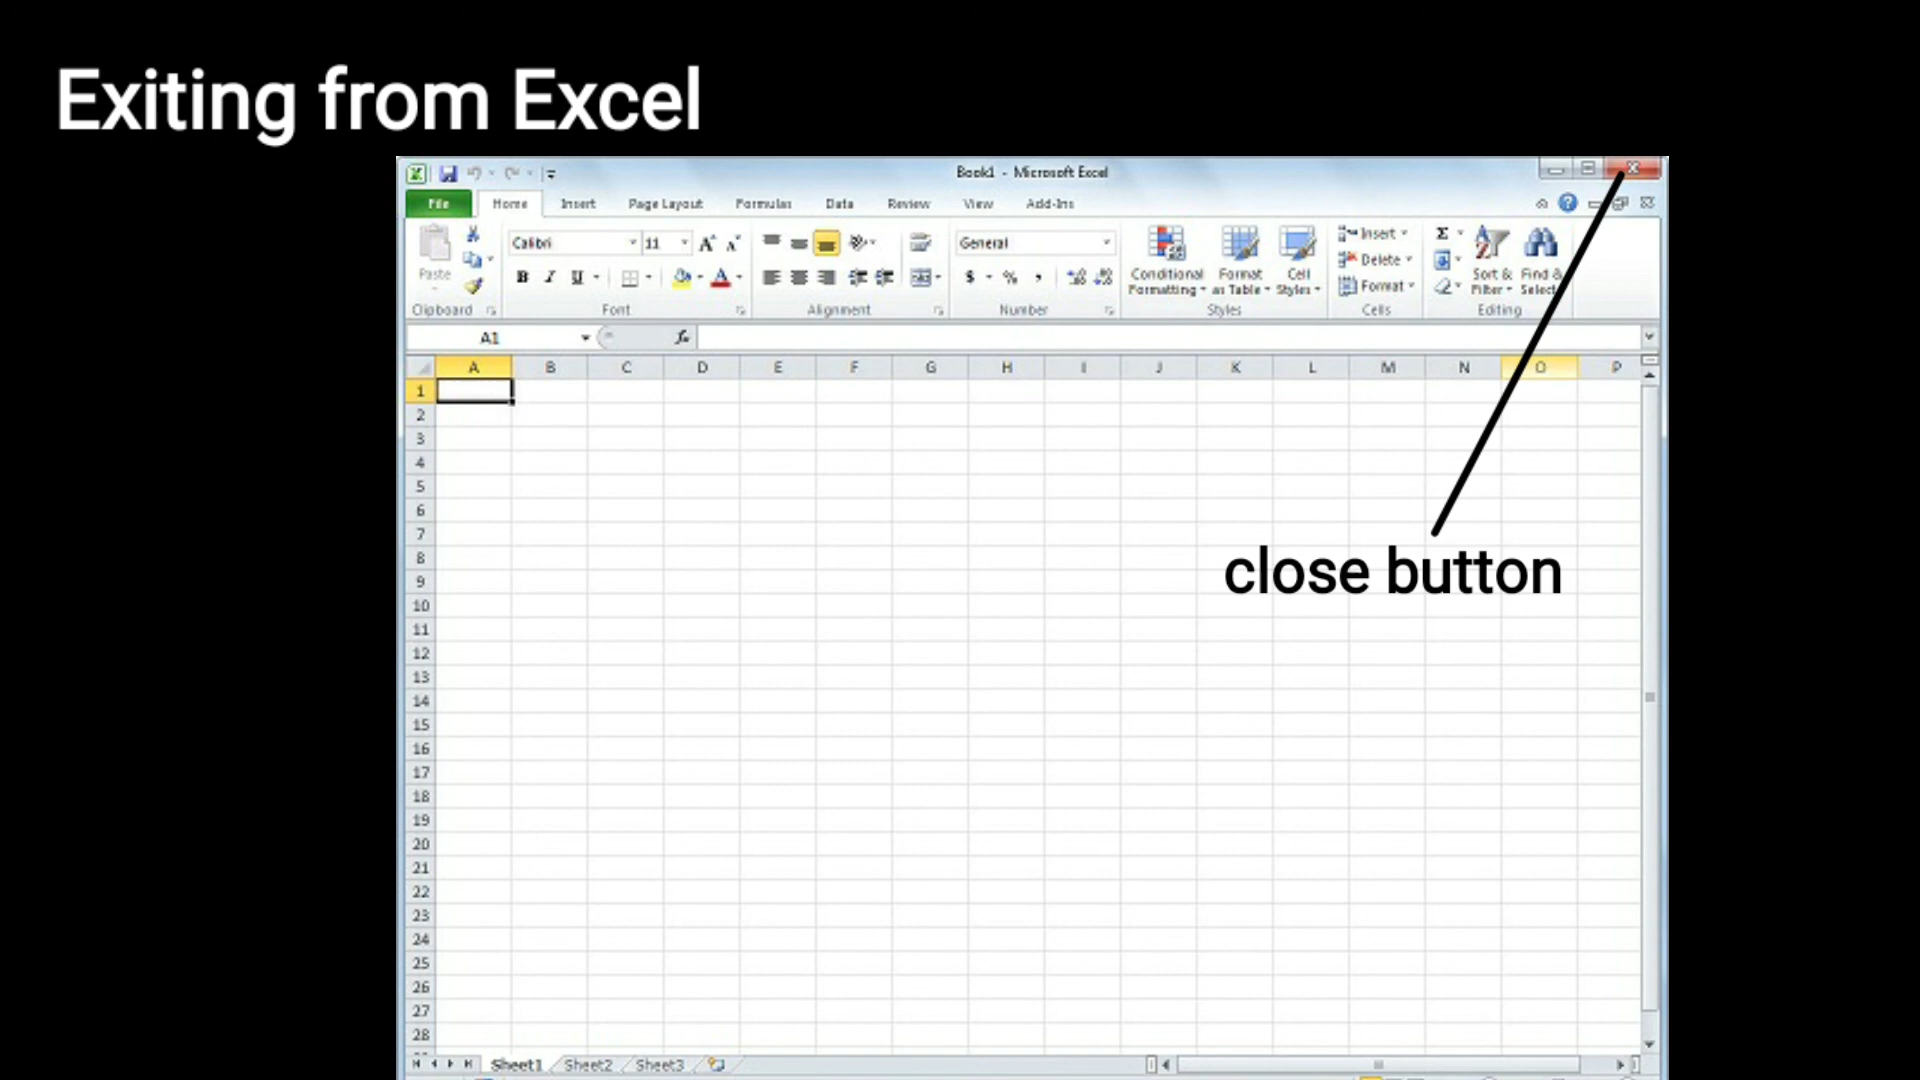 Exiting from Excel
Book1 - Microsoft Excel
File Home Insert Page Layout Formulas Data Review View Add-Ins
Calibri 11 A A General Σ Insert
Paste Delete
B I U A $ % , Conditional Format Cell Format Sort & Find &
Formatting as Table Styles Filter Select
Clipboard Font Alignment Number Styles Cells Editing
A1 fx
A B C D E F G H I J K L M N O P
1
2
3
4
5
6
7
8
close button
9
10
11
12
13
14
15
16
17
18
19
20
21
22
23
24
25
26
27
28
Sheet1 Sheet2 Sheet3